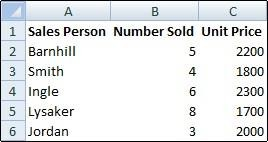 A B C
1 Sales Person Number Sold Unit Price
2 Barnhill 5 2200
3 Smith 4 1800
4 Ingle 6 2300
5 Lysaker 8 1700
6 Jordan 3 2000